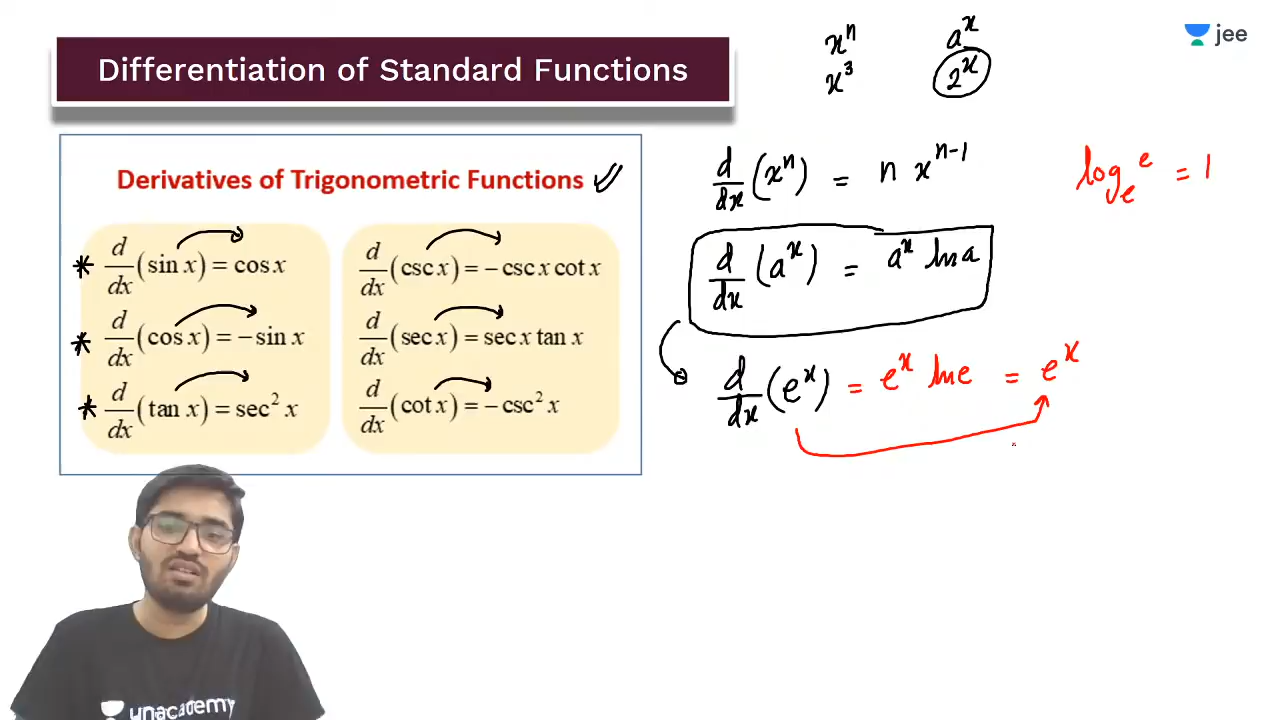 Differentiation of Standard Functions
jee
xⁿ aˣ
x³ 2ˣ
Derivatives of Trigonometric Functions
d/dx (sin x) = cos x
d/dx (cos x) = −sin x
d/dx (tan x) = sec² x
d/dx (csc x) = −csc x cot x
d/dx (sec x) = sec x tan x
d/dx (cot x) = −csc² x
d/dx (xⁿ) = n xⁿ⁻¹
logₑ e = 1
d/dx (aˣ) = aˣ ln a
d/dx (eˣ) = eˣ ln e = eˣ
unacademy